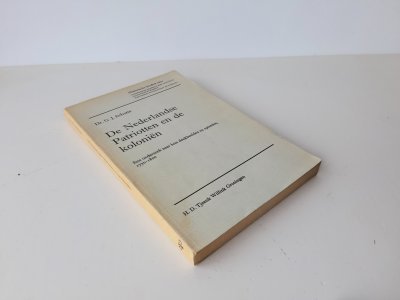 Dr. G. J. Schutte
De Nederlandse
Patriotten en de
koloniën
Een onderzoek naar hun denkbeelden en optreden,
1770-1800
H. D. Tjeenk Willink Groningen